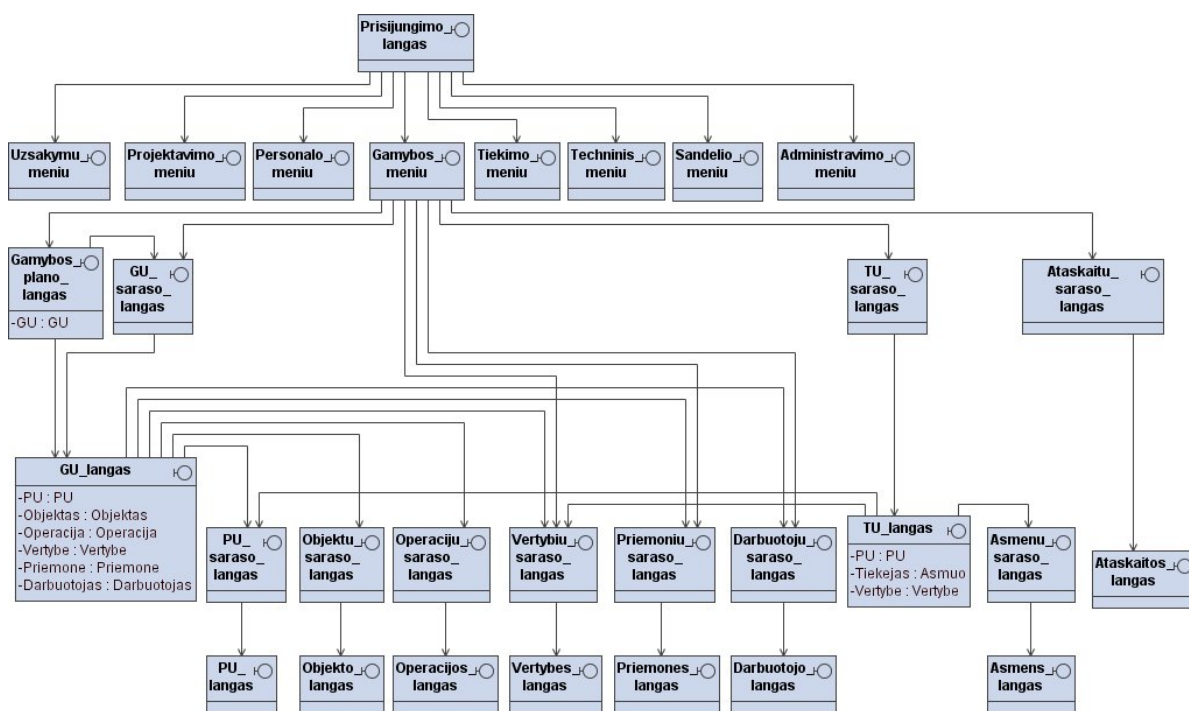 Prisijungimo_
langas
Uzsakymu_
meniu
Projektavimo_
meniu
Personalo_
meniu
Gamybos_
meniu
Tiekimo_
meniu
Techninis_
meniu
Sandelio_
meniu
Administravimo_
meniu
Gamybos_
plano_
langas
-GU : GU
GU_
saraso_
langas
TU_
saraso_
langas
Ataskaitu_
saraso_
langas
GU_langas
-PU : PU
-Objektas : Objektas
-Operacija : Operacija
-Vertybe : Vertybe
-Priemone : Priemone
-Darbuotojas : Darbuotojas
PU_
saraso_
langas
Objektu_
saraso_
langas
Operaciju_
saraso_
langas
Vertybiu_
saraso_
langas
Priemoniu_
saraso_
langas
Darbuotoju_
saraso_
langas
TU_langas
-PU : PU
-Tiekejas : Asmuo
-Vertybe : Vertybe
Asmenu_
saraso_
langas
Ataskaitos_
langas
PU_
langas
Objekto_
langas
Operacijos_
langas
Vertybes_
langas
Priemones_
langas
Darbuotojo_
langas
Asmens_
langas